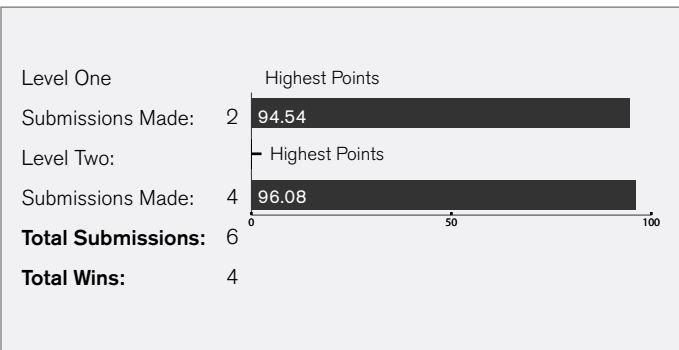 Level One Highest Points
Submissions Made: 2 94.54
Level Two: Highest Points
Submissions Made: 4 96.08
0 50 100
Total Submissions: 6
Total Wins: 4